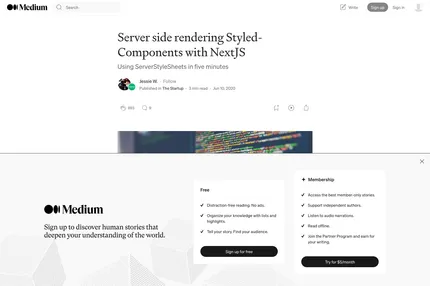 Medium
Search
Write
Sign up
Sign in
Server side rendering Styled-
Components with NextJS
Using ServerStyleSheets in five minutes
Jessie W. · Follow
Published in The Startup · 3 min read · Jun 10, 2020
Medium
Sign up to discover human stories that
deepen your understanding of the world.
Free
Distraction-free reading. No ads.
Organize your knowledge with lists and
highlights.
Tell your story. Find your audience.
Sign up for free
Membership
Access the best member-only stories.
Support independent authors.
Listen to audio narrations.
Read offline.
Join the Partner Program and earn for
your writing.
Try for $5/month